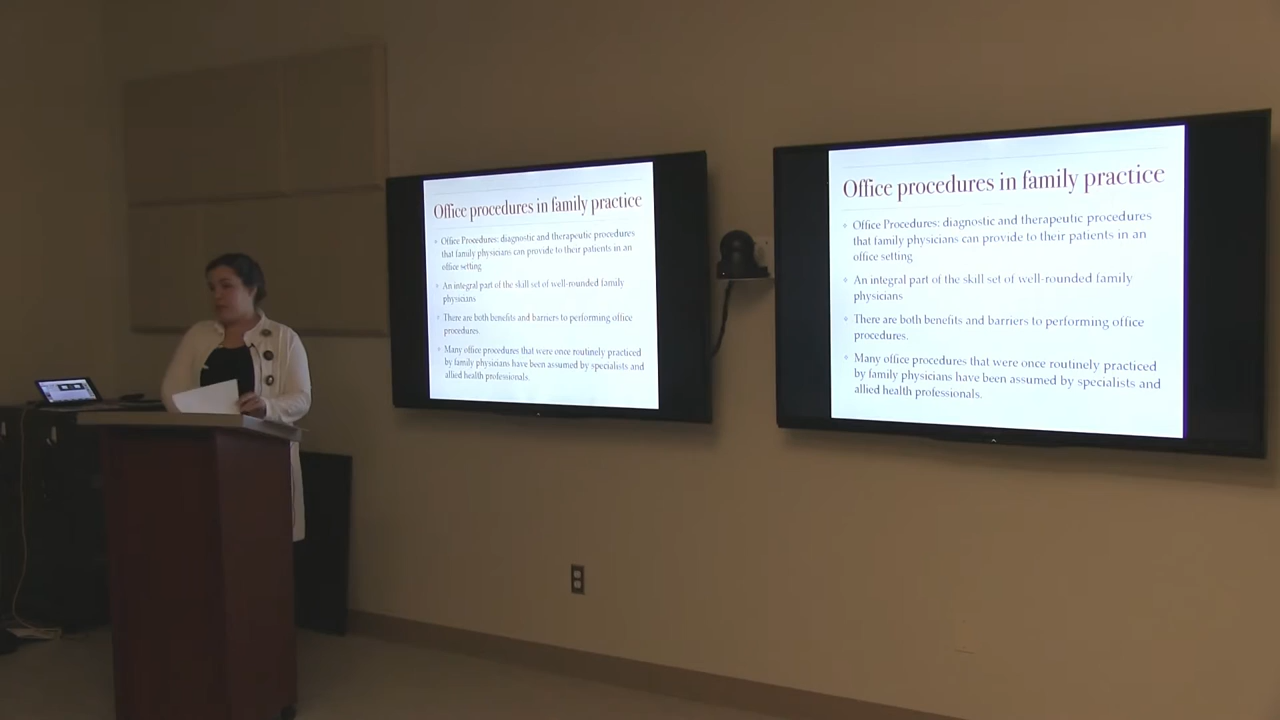 Office procedures in family practice
Office Procedures: diagnostic and therapeutic procedures
that family physicians can provide to their patients in an
office setting
An integral part of the skill set of well-rounded family
physicians
There are both benefits and barriers to performing office
procedures.
Many office procedures that were once routinely practiced
by family physicians have been assumed by specialists and
allied health professionals.
Office procedures in family practice
Office Procedures: diagnostic and therapeutic procedures
that family physicians can provide to their patients in an
office setting
An integral part of the skill set of well-rounded family
physicians
There are both benefits and barriers to performing office
procedures.
Many office procedures that were once routinely practiced
by family physicians have been assumed by specialists and
allied health professionals.